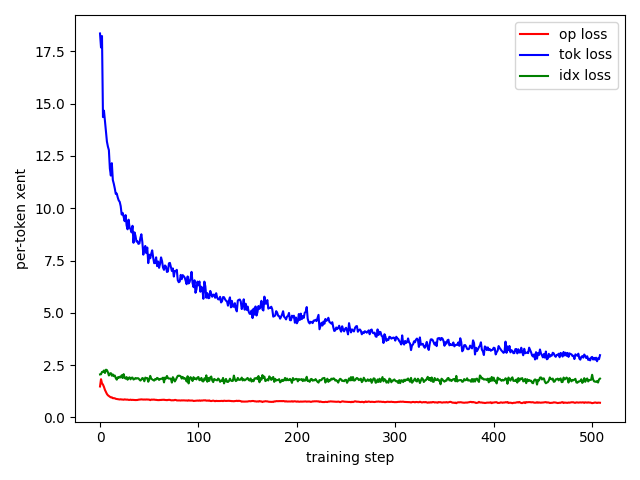 op loss
tok loss
idx loss
17.5
15.0
12.5
10.0
7.5
5.0
2.5
0.0
per-token xent
0 100 200 300 400 500
training step